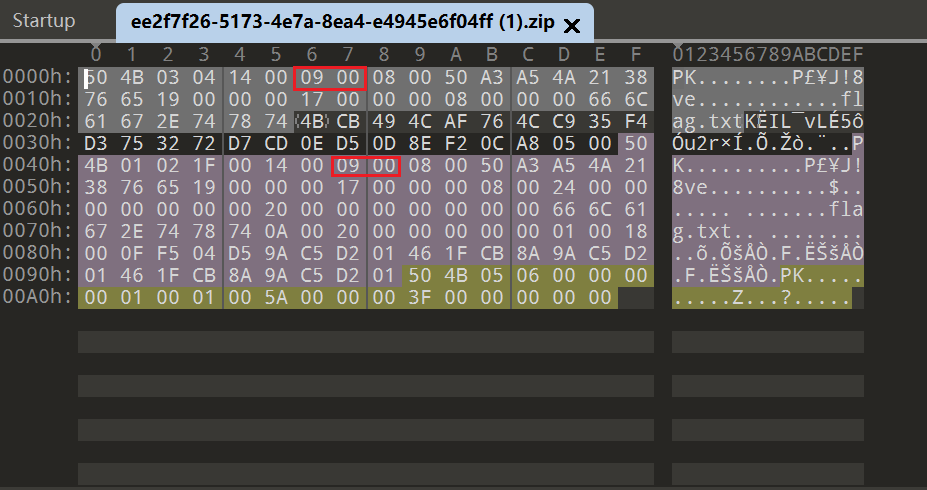 Startup ee2f7f26-5173-4e7a-8ea4-e4945e6f04ff (1).zip
0 1 2 3 4 5 6 7 8 9 A B C D E F 0123456789ABCDEF
0000h: 50 4B 03 04 14 00 09 00 08 00 50 A3 A5 4A 21 38 PK........P£¥J!8
0010h: 76 65 19 00 00 00 17 00 00 00 08 00 00 00 66 6C ve............fl
0020h: 61 67 2E 74 78 74 4B CB 49 4C AF 76 4C C9 35 F4 ag.txtKËIL¯vLÉ5ô
0030h: D3 75 32 72 D7 CD 0E D5 0D 8E F2 0C A8 05 00 50 Óu2r×Í.Õ.Žò.¨..P
0040h: 4B 01 02 1F 00 14 00 09 00 08 00 50 A3 A5 4A 21 K..........P£¥J!
0050h: 38 76 65 19 00 00 00 17 00 00 00 08 00 24 00 00 8ve..........$..
0060h: 00 00 00 00 20 00 00 00 00 00 00 00 66 6C 61 .... .......fla
0070h: 67 2E 74 78 74 0A 00 20 00 00 00 00 00 01 00 18 g.txt.. ........
0080h: 00 0F F5 04 D5 9A C5 D2 01 46 1F CB 8A 9A C5 D2 ..õ.ÕšÅÒ.F.ËŠšÅÒ
0090h: 01 46 1F CB 8A 9A C5 D2 01 50 4B 05 06 00 00 00 .F.ËŠšÅÒ.PK.....
00A0h: 00 01 00 01 00 5A 00 00 00 3F 00 00 00 00 00 .....Z...?.....